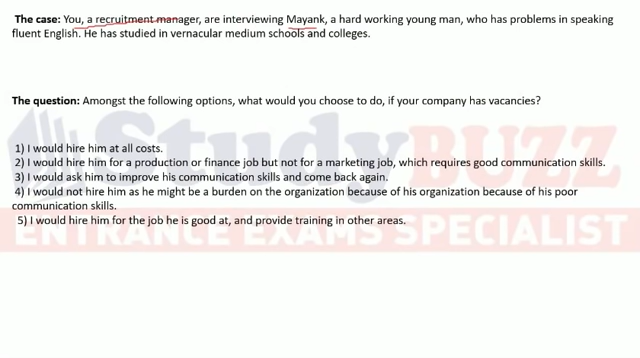 The case: You, a recruitment manager, are interviewing Mayank, a hard working young man, who has problems in speaking
fluent English. He has studied in vernacular medium schools and colleges.
The question: Amongst the following options, what would you choose to do, if your company has vacancies?
1) I would hire him at all costs.
2) I would hire him for a production or finance job but not for a marketing job, which requires good communication skills.
3) I would ask him to improve his communication skills and come back again.
4) I would not hire him as he might be a burden on the organization because of his organization because of his poor
communication skills.
5) I would hire him for the job he is good at, and provide training in other areas.
StudyBUZZ
ENTRANCE EXAMS SPECIALIST